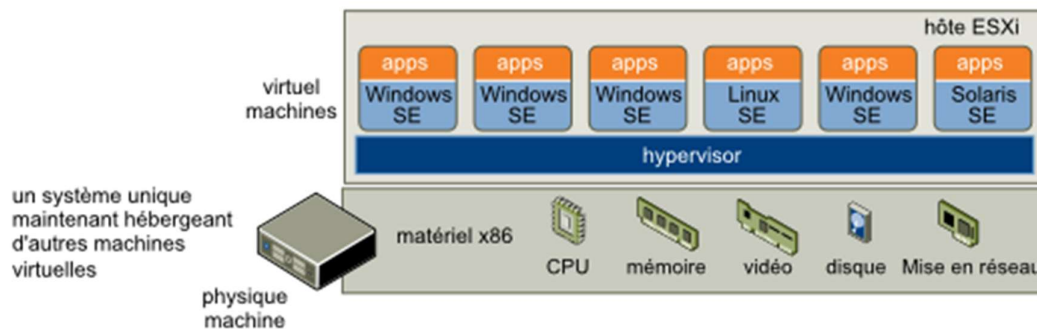 hôte ESXi
virtuel
machines
apps
Windows
SE
apps
Windows
SE
apps
Windows
SE
apps
Linux
SE
apps
Windows
SE
apps
Solaris
SE
hypervisor
un système unique
maintenant hébergeant
d'autres machines
virtuelles
physique
machine
matériel x86
CPU
mémoire
vidéo
disque
Mise en réseau